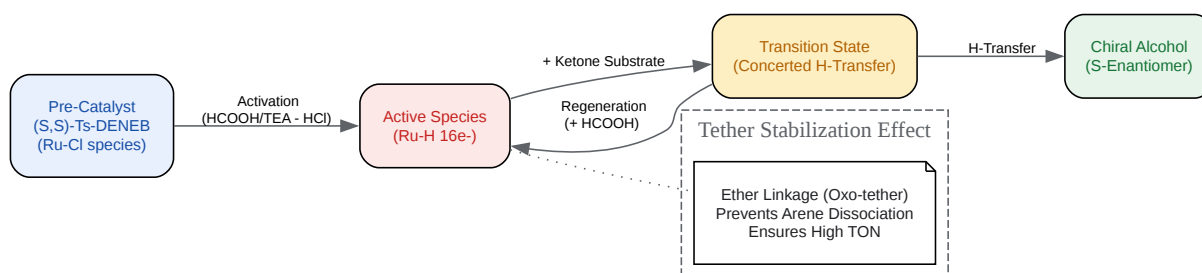 Pre-Catalyst
(S,S)-Ts-DENEB
(Ru-Cl species)
Activation
(HCOOH/TEA - HCl)
Active Species
(Ru-H 16e-)
+ Ketone Substrate
Regeneration
(+ HCOOH)
Transition State
(Concerted H-Transfer)
H-Transfer
Chiral Alcohol
(S-Enantiomer)
Tether Stabilization Effect
Ether Linkage (Oxo-tether)
Prevents Arene Dissociation
Ensures High TON